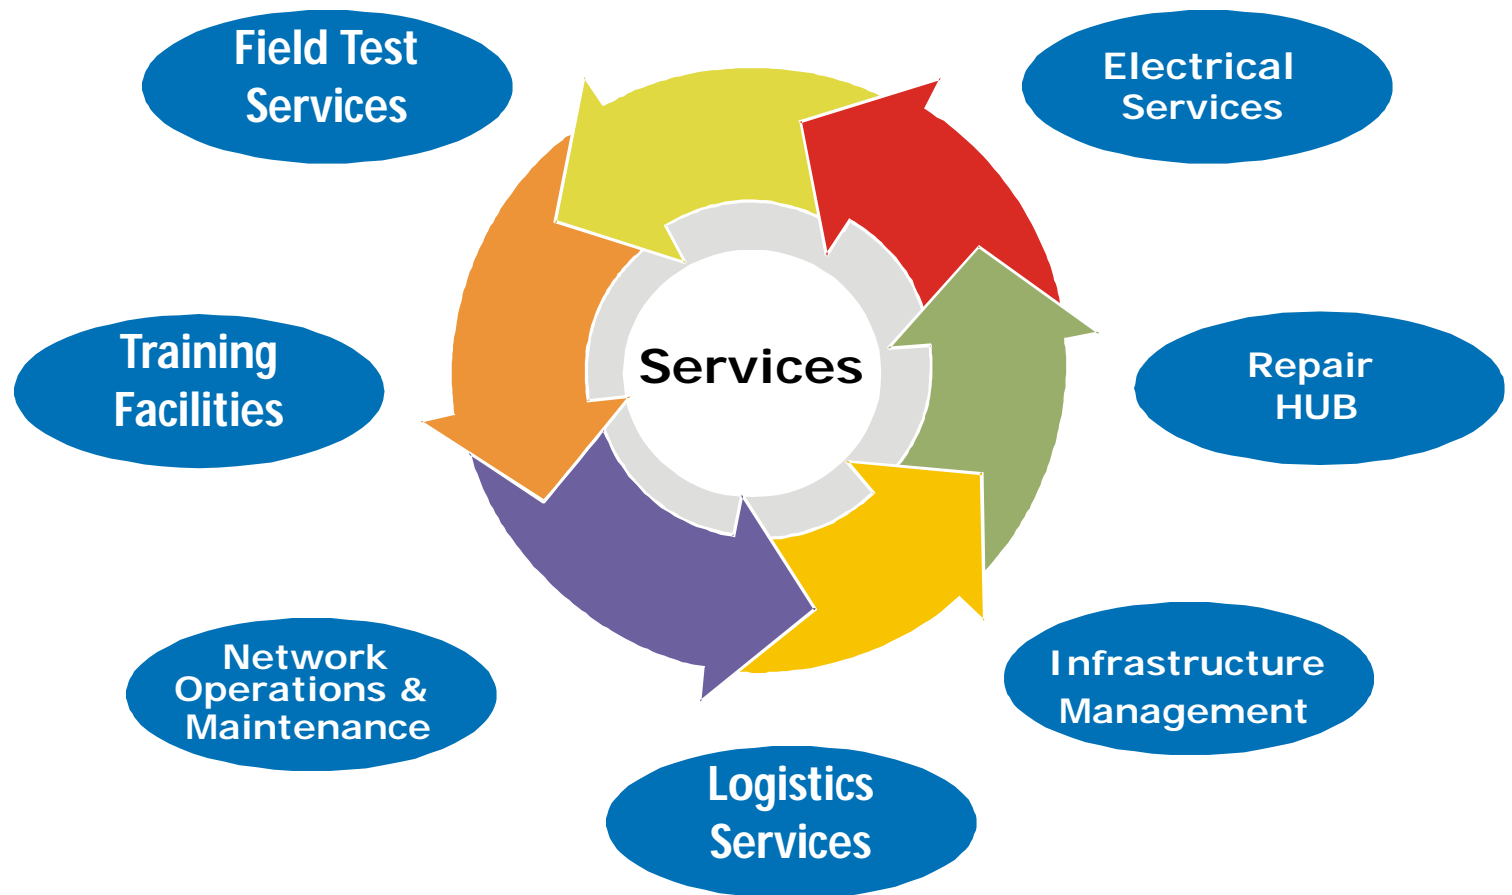 Field Test
Services
Electrical
Services
Training
Facilities
Services
Repair
HUB
Network
Operations &
Maintenance
Infrastructure
Management
Logistics
Services